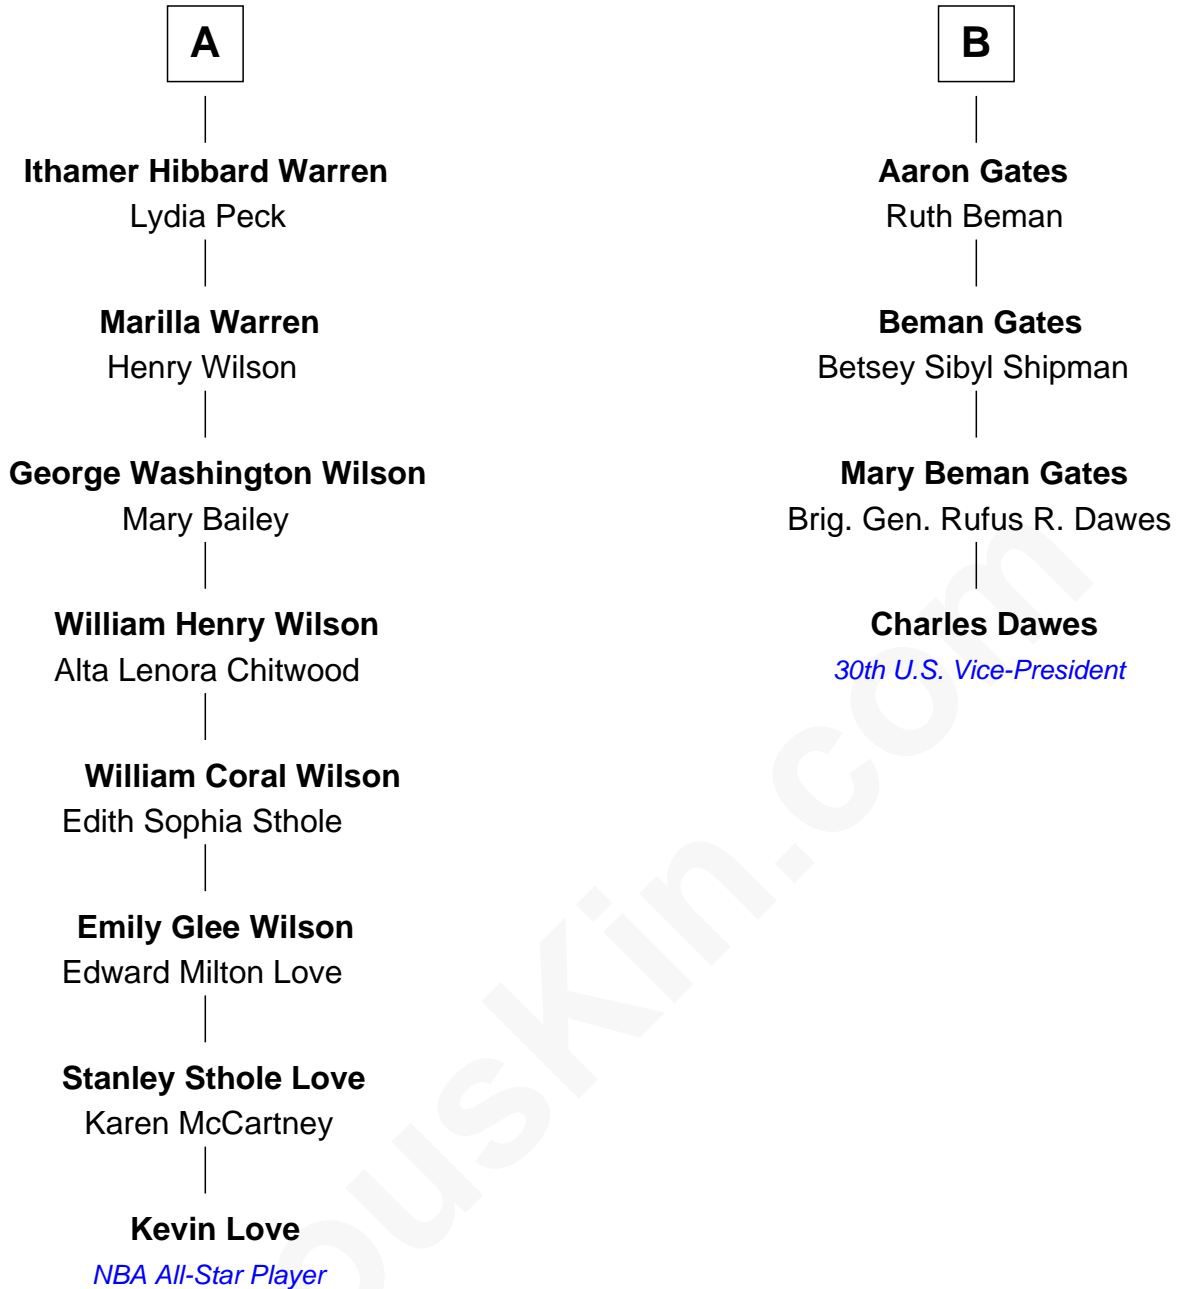 A
Ithamer Hibbard Warren
Lydia Peck
Marilla Warren
Henry Wilson
George Washington Wilson
Mary Bailey
William Henry Wilson
Alta Lenora Chitwood
William Coral Wilson
Edith Sophia Sthole
Emily Glee Wilson
Edward Milton Love
Stanley Sthole Love
Karen McCartney
Kevin Love
NBA All-Star Player
B
Aaron Gates
Ruth Beman
Beman Gates
Betsey Sibyl Shipman
Mary Beman Gates
Brig. Gen. Rufus R. Dawes
Charles Dawes
30th U.S. Vice-President
ousKin.com